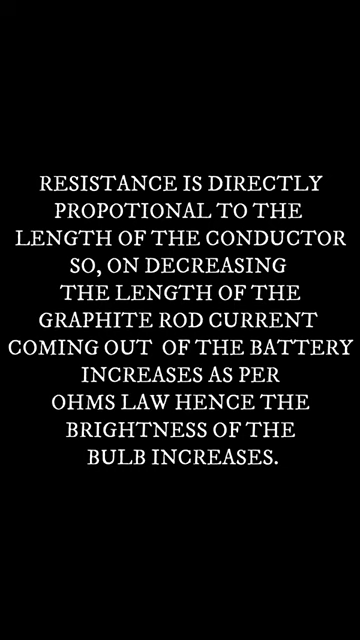 RESISTANCE IS DIRECTLY
PROPOTIONAL TO THE
LENGTH OF THE CONDUCTOR
SO, ON DECREASING
THE LENGTH OF THE
GRAPHITE ROD CURRENT
COMING OUT OF THE BATTERY
INCREASES AS PER
OHMS LAW HENCE THE
BRIGHTNESS OF THE
BULB INCREASES.